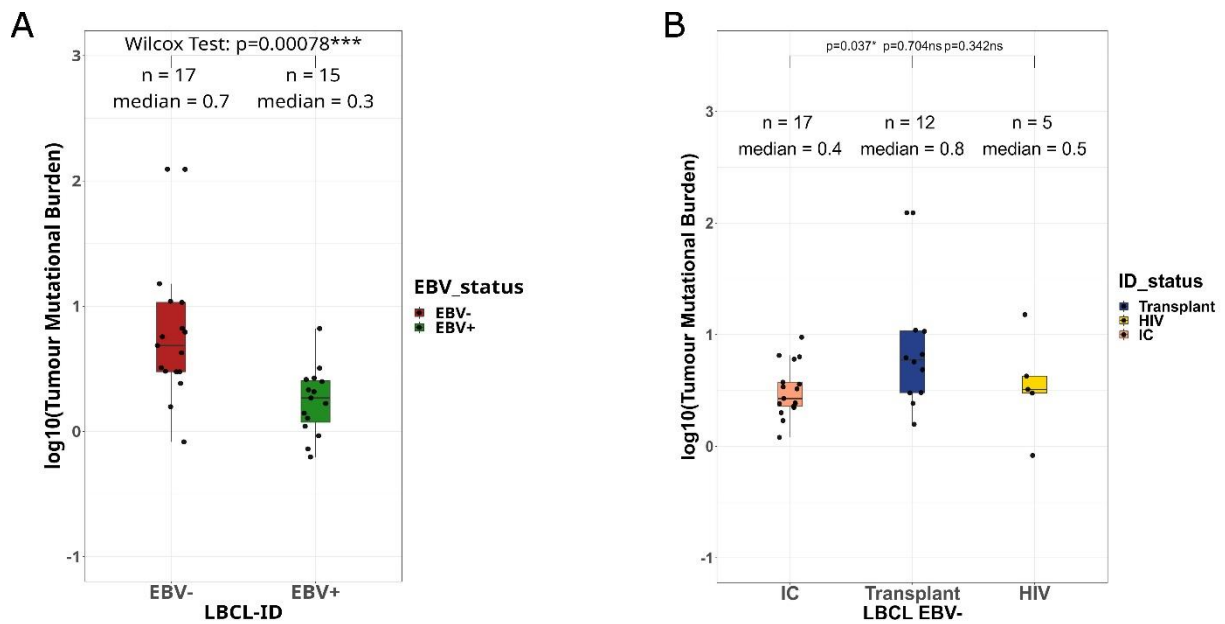 A
Wilcox Test: p=0.00078***
n = 17
n = 15
median = 0.7
median = 0.3
3
2
1
0
-1
log10(Tumour Mutational Burden)
EBV-
EBV+
LBCL-ID
EBV_status
EBV-
EBV+
B
p=0.037* p=0.704ns p=0.342ns
n = 17
n = 12
n = 5
median = 0.4
median = 0.8
median = 0.5
3
2
1
0
-1
log10(Tumour Mutational Burden)
IC
Transplant
HIV
LBCL EBV-
ID_status
Transplant
HIV
IC